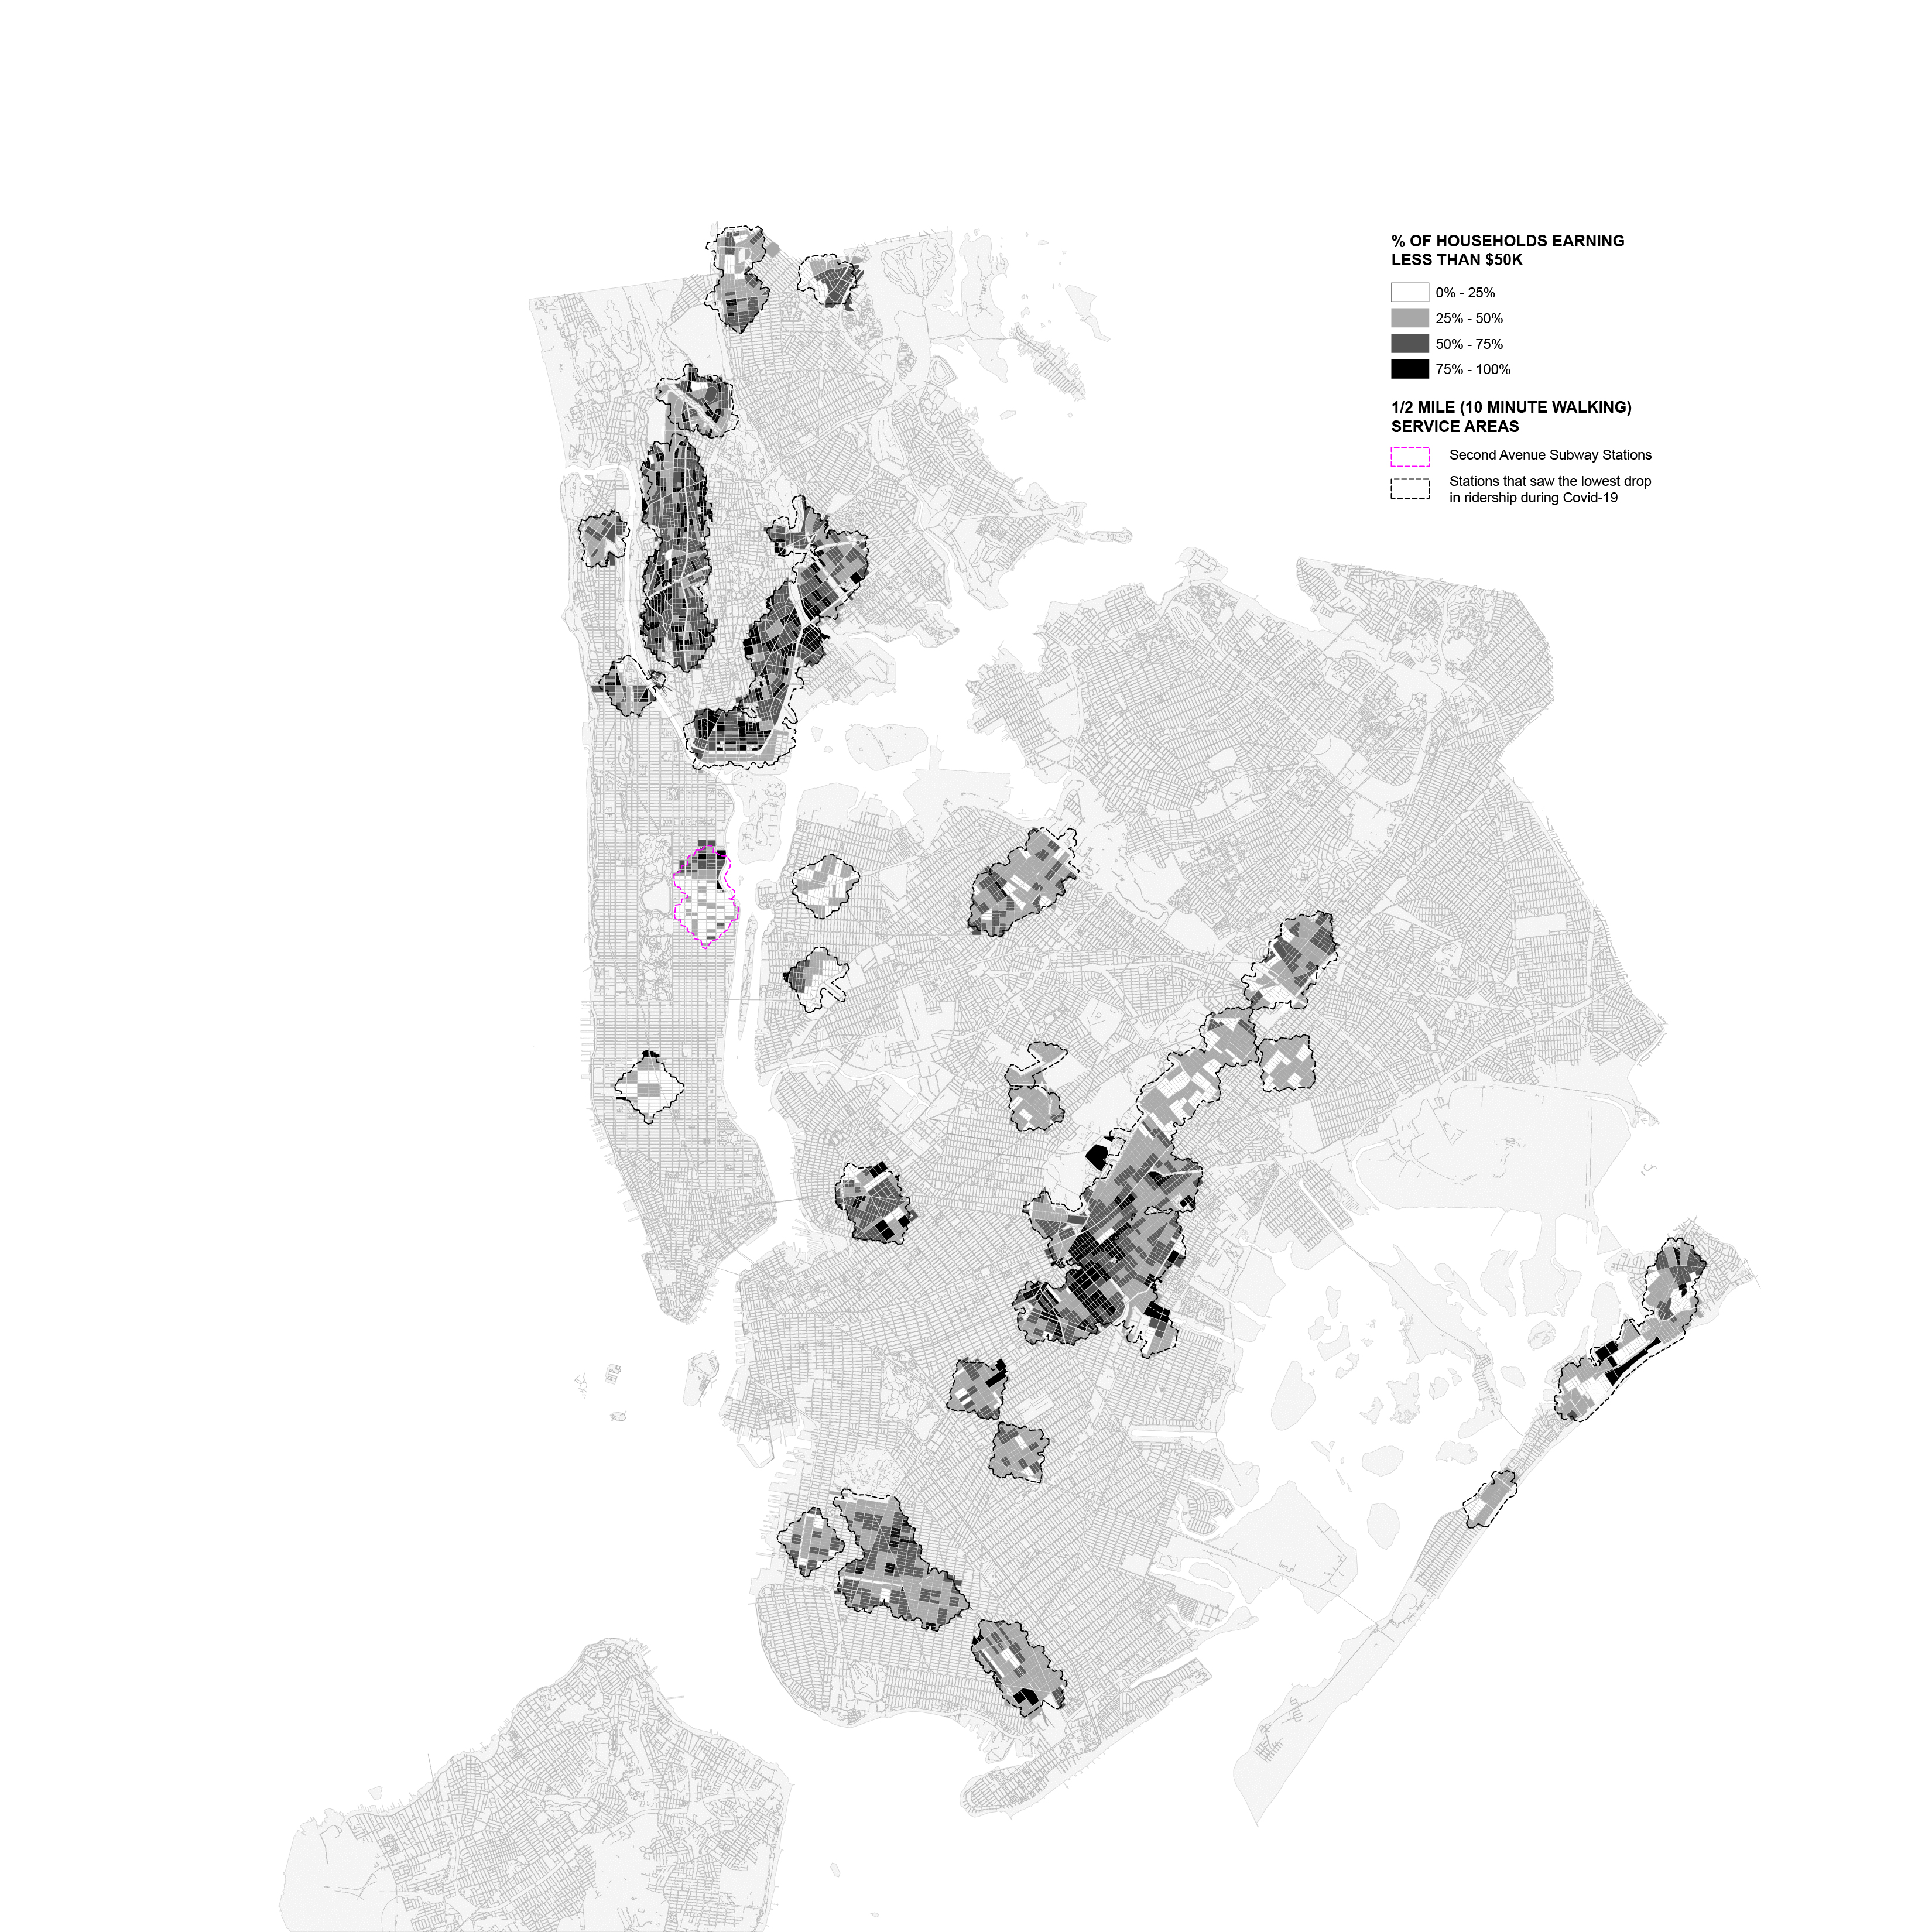 % OF HOUSEHOLDS EARNING
LESS THAN $50K
0% - 25%
25% - 50%
50% - 75%
75% - 100%
1/2 MILE (10 MINUTE WALKING)
SERVICE AREAS
Second Avenue Subway Stations
Stations that saw the lowest drop
in ridership during Covid-19